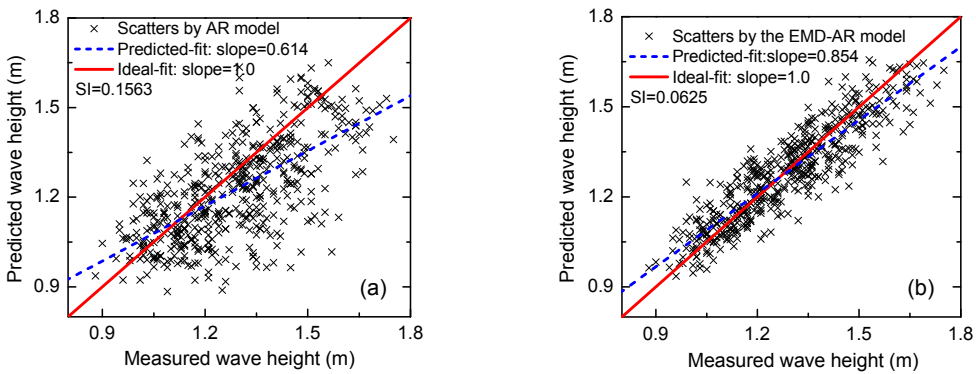 1.8
Scatters by AR model
Predicted-fit: slope=0.614
Ideal-fit: slope=1.0
SI=0.1563
1.5
1.2
0.9
(a)
0.9 1.2 1.5 1.8
Measured wave height (m)
Predicted wave height (m)
1.8
Scatters by the EMD-AR model
Predicted-fit:slope=0.854
Ideal-fit: slope=1.0
SI=0.0625
1.5
1.2
0.9
(b)
0.9 1.2 1.5 1.8
Measured wave height (m)
Predicted wave height (m)